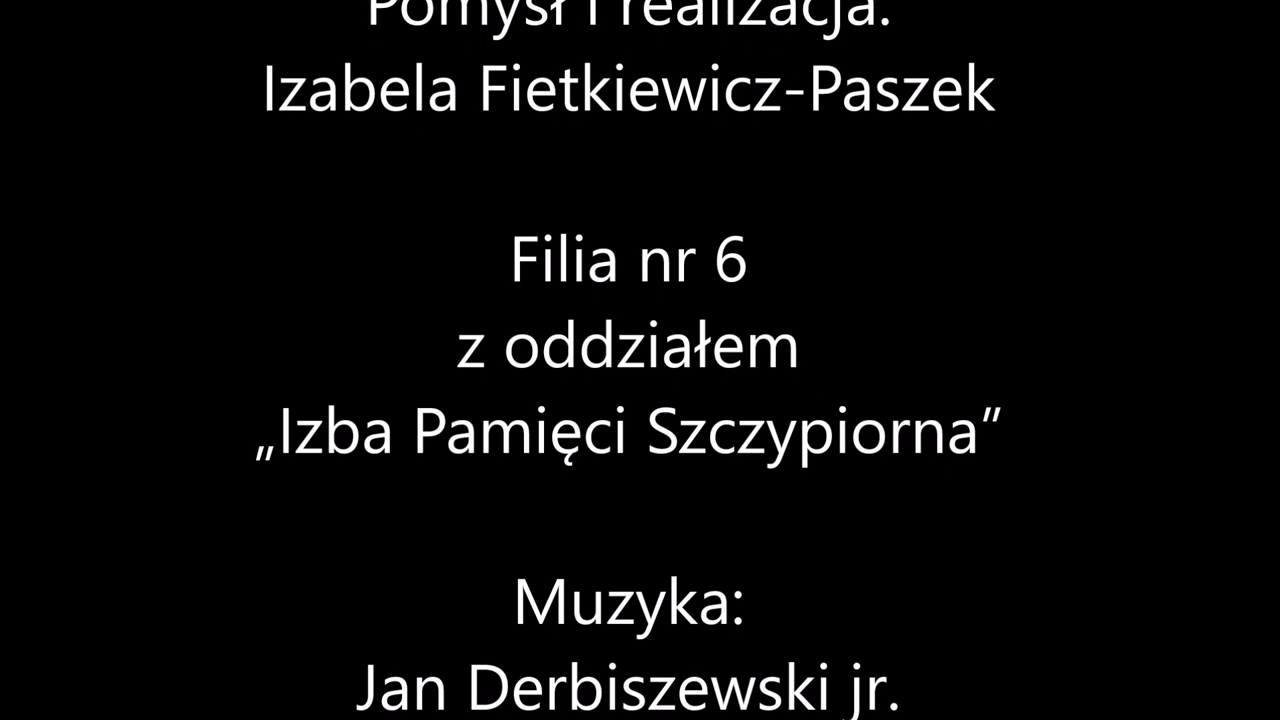 Pomysł i realizacja:
Izabela Fietkiewicz-Paszek
Filia nr 6
z oddziałem
„Izba Pamięci Szczypiorna”
Muzyka:
Jan Derbiszewski jr.